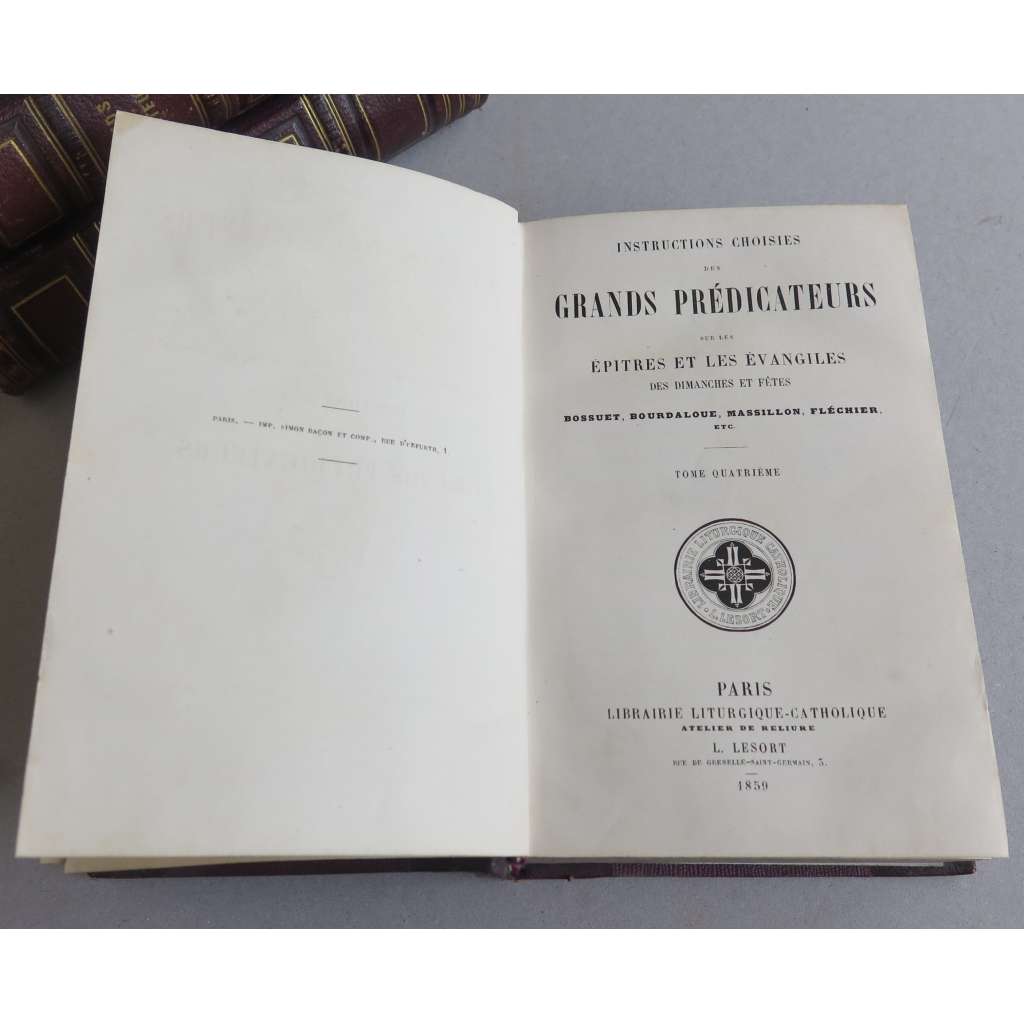 PARIS. — IMP. SIMON RAÇON ET COMP., RUE D'ERFURTH, 1.
INSTRUCTIONS CHOISIES
DES
GRANDS PRÉDICATEURS
SUR LES
ÉPITRES ET LES ÉVANGILES
DES DIMANCHES ET FÊTES
BOSSUET, BOURDALOUE, MASSILLON, FLÉCHIER,
ETC.
TOME QUATRIÈME
LIBRAIRIE LITURGIQUE CATHOLIQUE
· L. LESORT ·
PARIS
LIBRAIRIE LITURGIQUE-CATHOLIQUE
ATELIER DE RELIURE
L. LESORT
RUE DE GRENELLE-SAINT-GERMAIN, 3.
1859